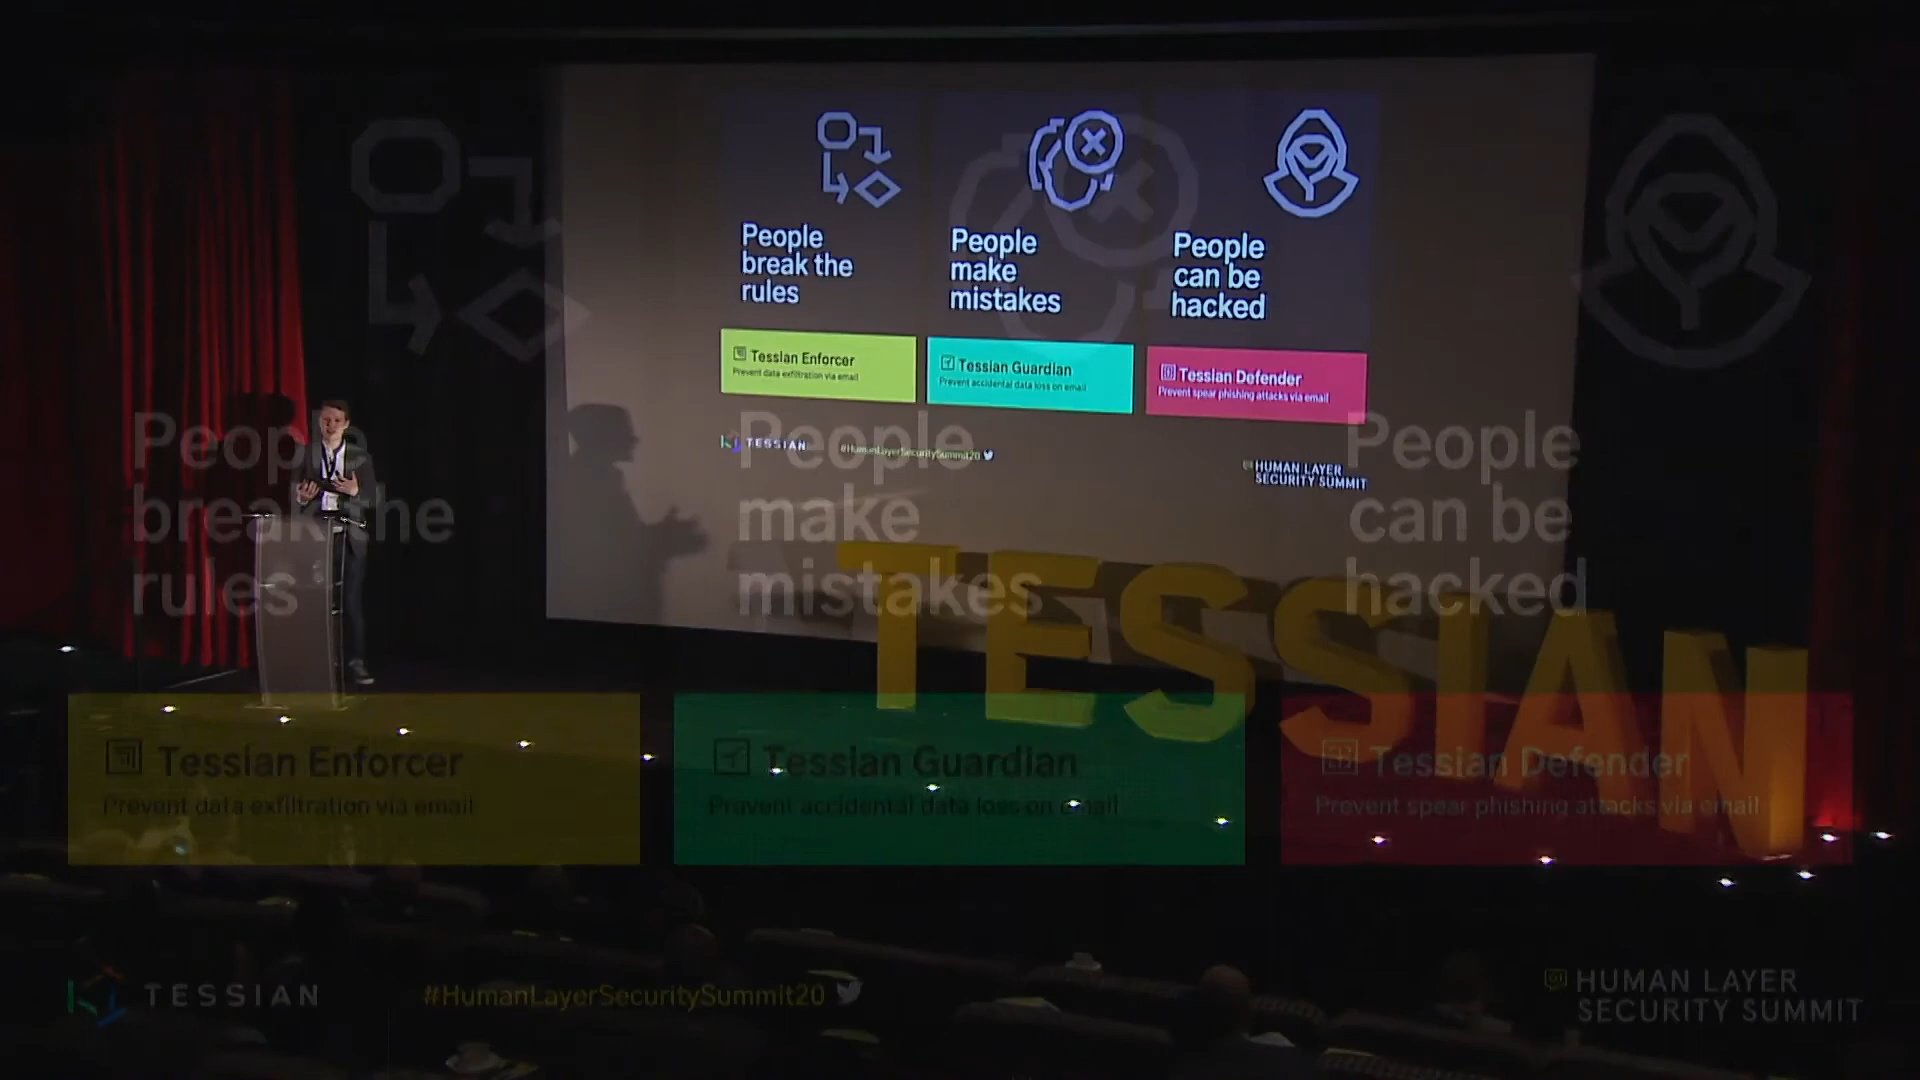 People
break the
rules
People
make
mistakes
People
can be
hacked
Tessian Enforcer
Prevent data exfiltration via email
Tessian Guardian
Prevent accidental data loss on email
Tessian Defender
Prevent spear phishing attacks via email
TESSIAN
#HumanLayerSecuritySummit20
HUMAN LAYER
SECURITY SUMMIT
TESSIAN
People
break the
rules
People
make
mistakes
People
can be
hacked
Tessian Enforcer
Prevent data exfiltration via email
Tessian Guardian
Prevent accidental data loss on email
Tessian Defender
Prevent spear phishing attacks via email
TESSIAN
#HumanLayerSecuritySummit20
HUMAN LAYER
SECURITY SUMMIT